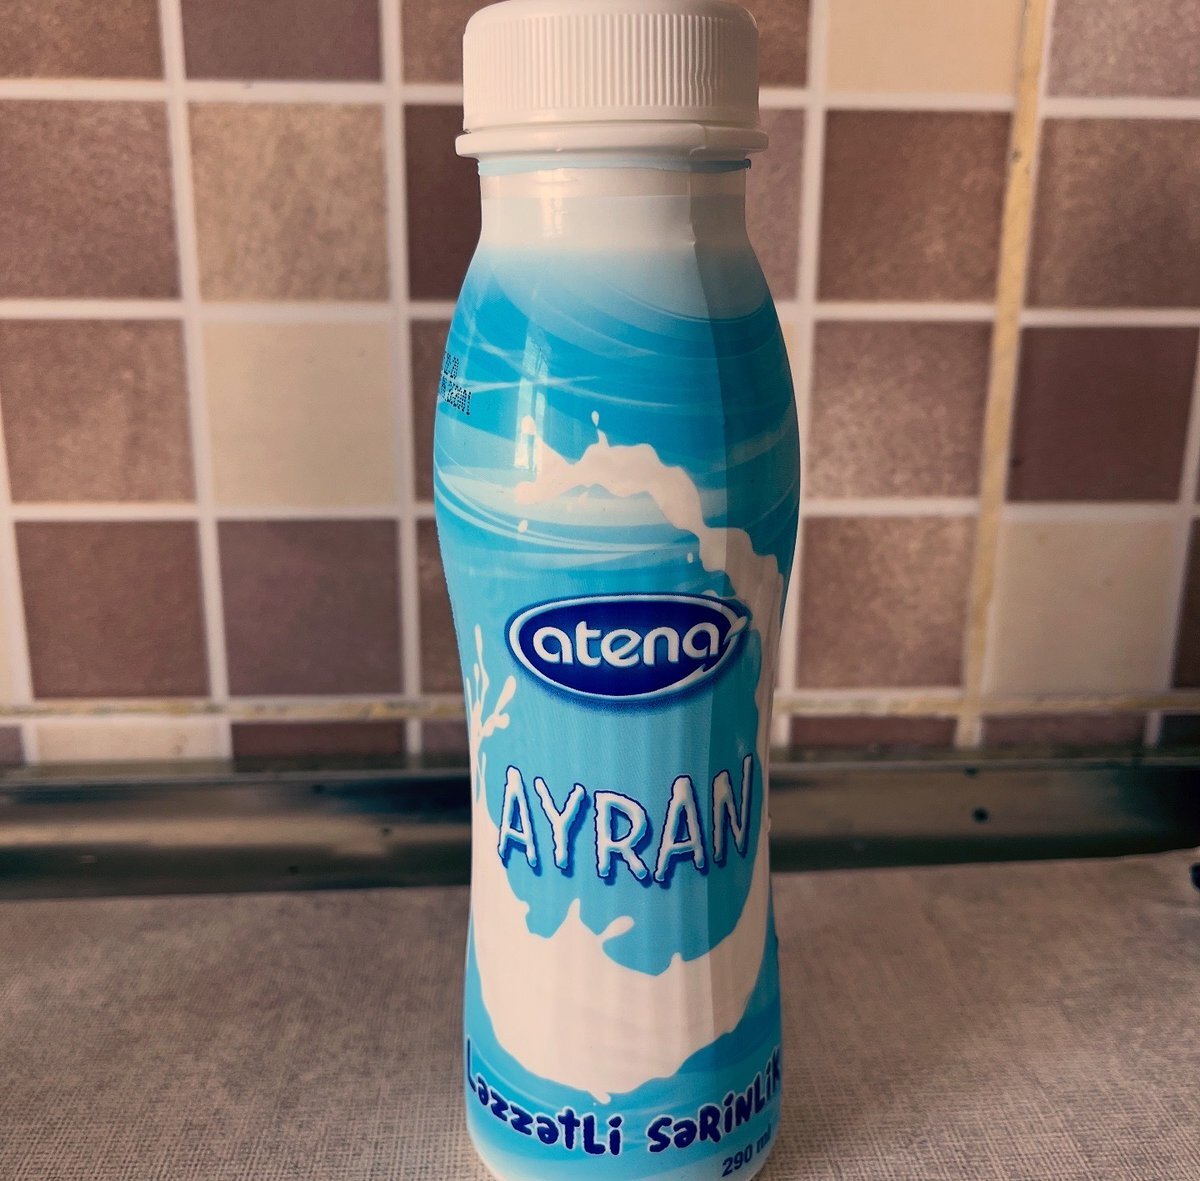 atena
AYRAN
Ləzzətli SəRiNLiK
290 ml